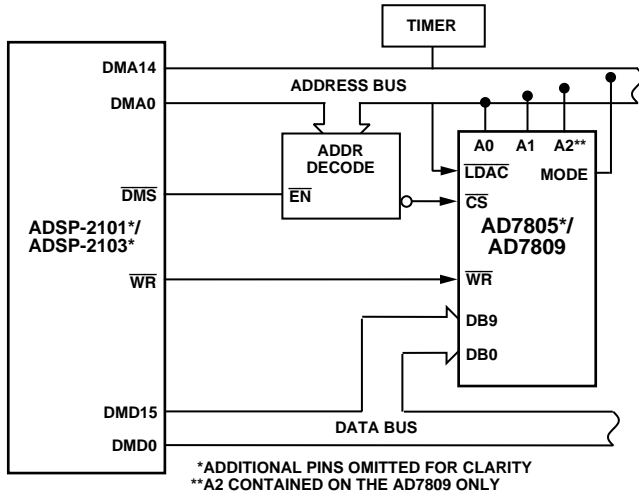 TIMER
DMA14
ADDRESS BUS
DMA0
ADDR
DECODE
A0 A1 A2**
LDAC
MODE
DMS
EN
CS
ADSP-2101*/
ADSP-2103*
AD7805*/
AD7809
WR
WR
DB9
DB0
DMD15
DATA BUS
DMD0
*ADDITIONAL PINS OMITTED FOR CLARITY
**A2 CONTAINED ON THE AD7809 ONLY